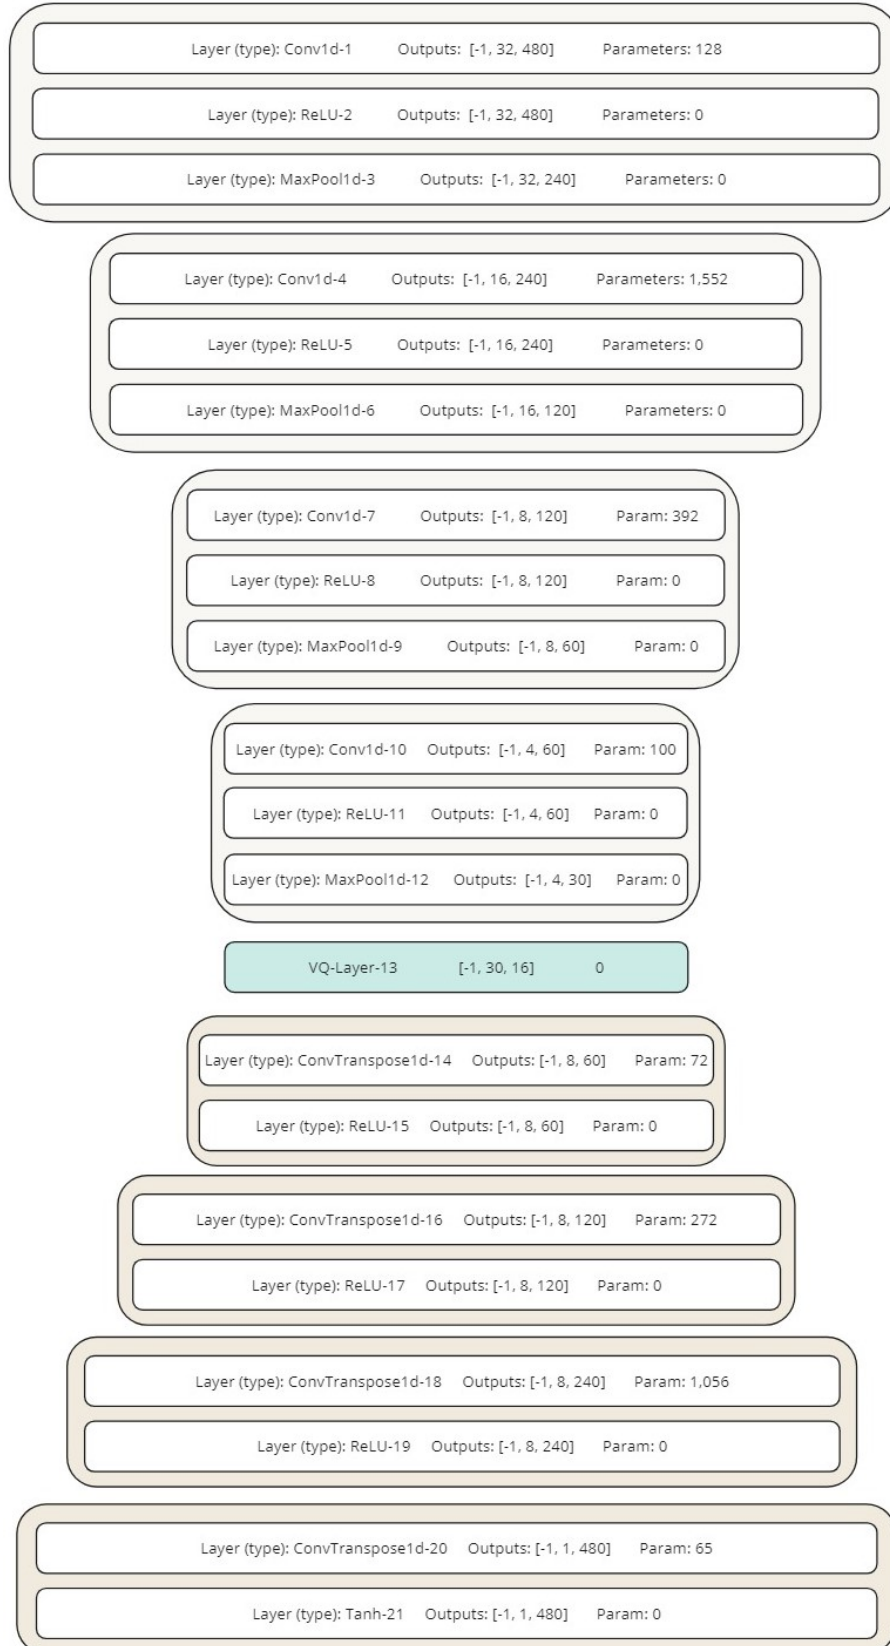 Layer (type): Conv1d-1 Outputs: [-1, 32, 480] Parameters: 128
Layer (type): ReLU-2 Outputs: [-1, 32, 480] Parameters: 0
Layer (type): MaxPool1d-3 Outputs: [-1, 32, 240] Parameters: 0
Layer (type): Conv1d-4 Outputs: [-1, 16, 240] Parameters: 1,552
Layer (type): ReLU-5 Outputs: [-1, 16, 240] Parameters: 0
Layer (type): MaxPool1d-6 Outputs: [-1, 16, 120] Parameters: 0
Layer (type): Conv1d-7 Outputs: [-1, 8, 120] Param: 392
Layer (type): ReLU-8 Outputs: [-1, 8, 120] Param: 0
Layer (type): MaxPool1d-9 Outputs: [-1, 8, 60] Param: 0
Layer (type): Conv1d-10 Outputs: [-1, 4, 60] Param: 100
Layer (type): ReLU-11 Outputs: [-1, 4, 60] Param: 0
Layer (type): MaxPool1d-12 Outputs: [-1, 4, 30] Param: 0
VQ-Layer-13 [-1, 30, 16] 0
Layer (type): ConvTranspose1d-14 Outputs: [-1, 8, 60] Param: 72
Layer (type): ReLU-15 Outputs: [-1, 8, 60] Param: 0
Layer (type): ConvTranspose1d-16 Outputs: [-1, 8, 120] Param: 272
Layer (type): ReLU-17 Outputs: [-1, 8, 120] Param: 0
Layer (type): ConvTranspose1d-18 Outputs: [-1, 8, 240] Param: 1,056
Layer (type): ReLU-19 Outputs: [-1, 8, 240] Param: 0
Layer (type): ConvTranspose1d-20 Outputs: [-1, 1, 480] Param: 65
Layer (type): Tanh-21 Outputs: [-1, 1, 480] Param: 0